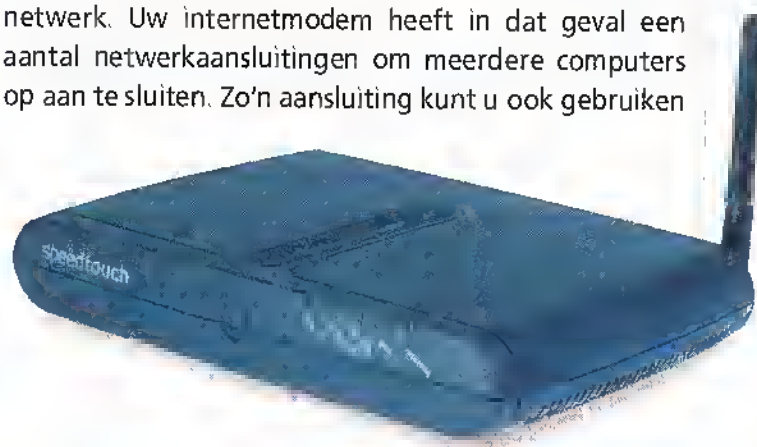 netwerk. Uw internetmodem heeft in dat geval een
aantal netwerkaansluitingen om meerdere computers
op aan te sluiten. Zo'n aansluiting kunt u ook gebruiken
speedtouch